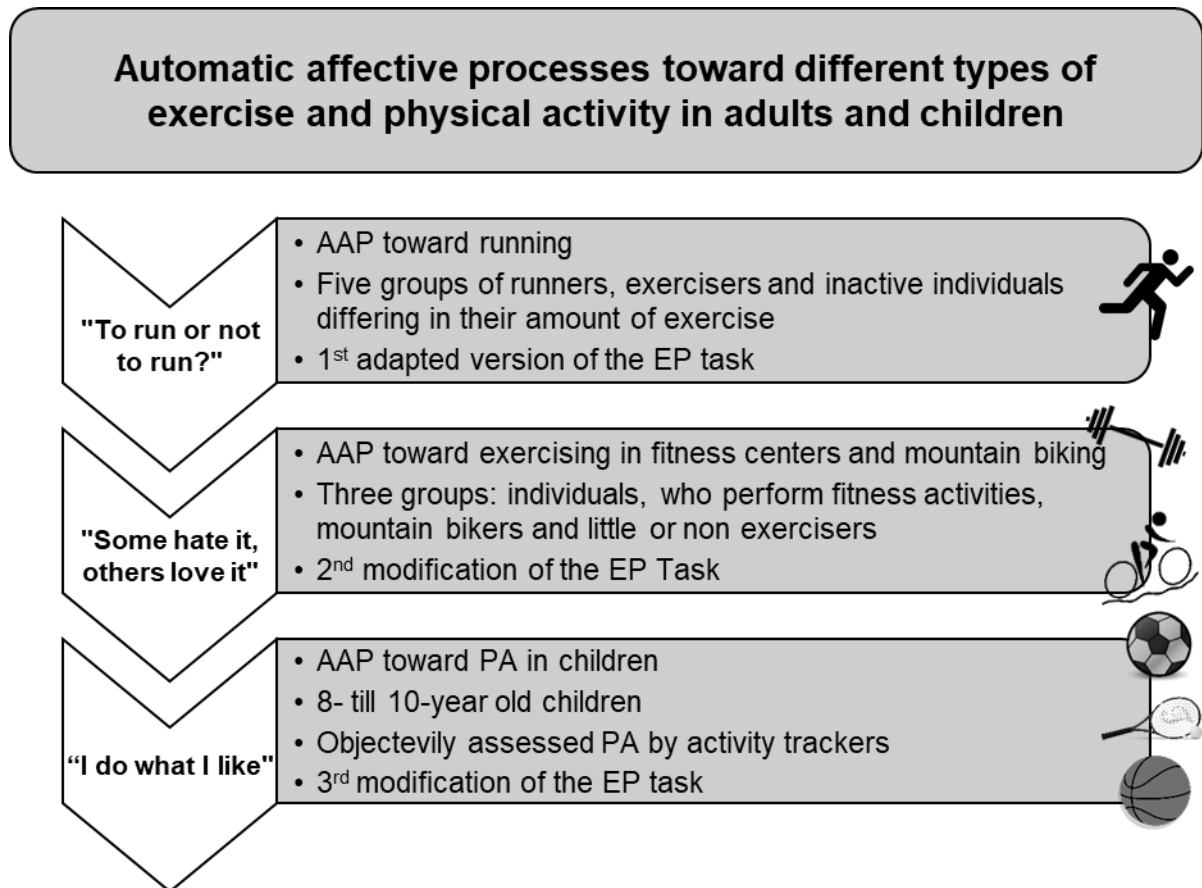 Automatic affective processes toward different types of
exercise and physical activity in adults and children
"To run or not
to run?"
• AAP toward running
• Five groups of runners, exercisers and inactive individuals
differing in their amount of exercise
• 1st adapted version of the EP task
"Some hate it,
others love it"
• AAP toward exercising in fitness centers and mountain biking
• Three groups: individuals, who perform fitness activities,
mountain bikers and little or non exercisers
• 2nd modification of the EP Task
“I do what I like"
• AAP toward PA in children
• 8- till 10-year old children
• Objectevily assessed PA by activity trackers
• 3rd modification of the EP task